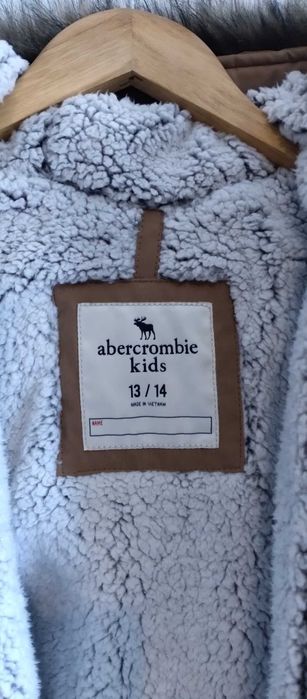 abercrombie
kids
13 / 14
MADE IN VIETNAM
NAME